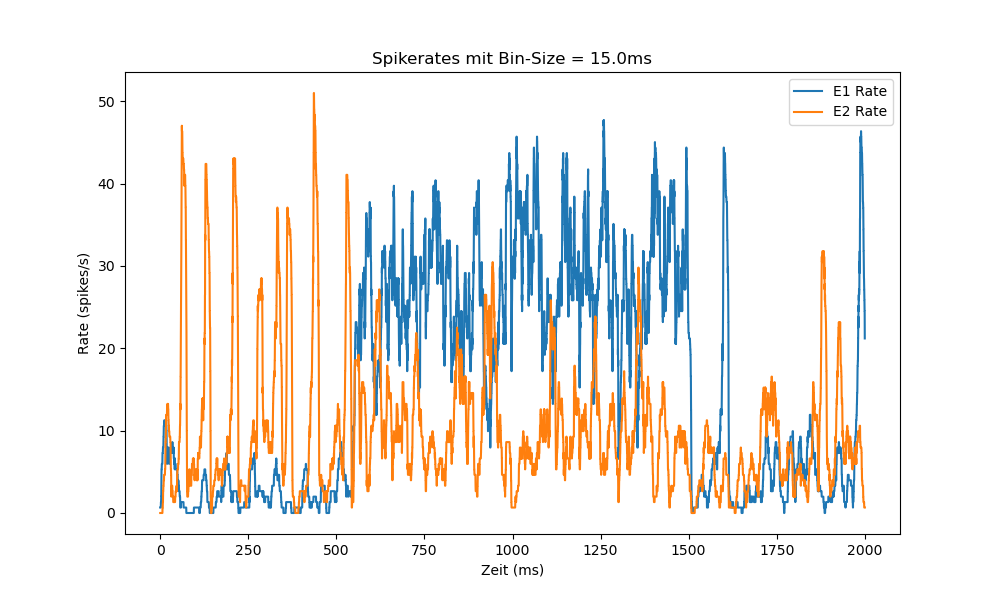 Spikerates mit Bin-Size = 15.0ms
E1 Rate
E2 Rate
Rate (spikes/s)
50
40
30
20
10
0
0 250 500 750 1000 1250 1500 1750 2000
Zeit (ms)